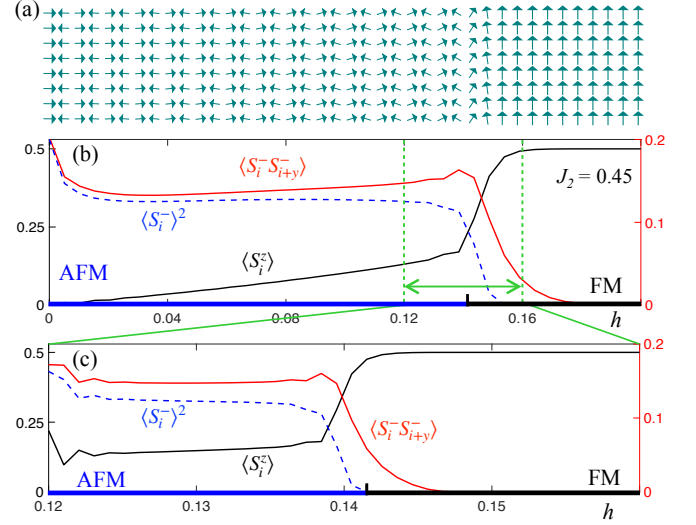 (a)
0.5 (b) ⟨S_i^- S_{i+y}^-⟩ J_2 = 0.45 0.2
0.25 ⟨S_i^-⟩^2 0.1
⟨S_i^z⟩
AFM FM
0 0
0 0.04 0.08 0.12 0.16 h
0.5 (c) 0.2
0.25 ⟨S_i^-⟩^2 ⟨S_i^- S_{i+y}^-⟩ 0.1
⟨S_i^z⟩
AFM FM
0 0
0.12 0.13 0.14 0.15 h